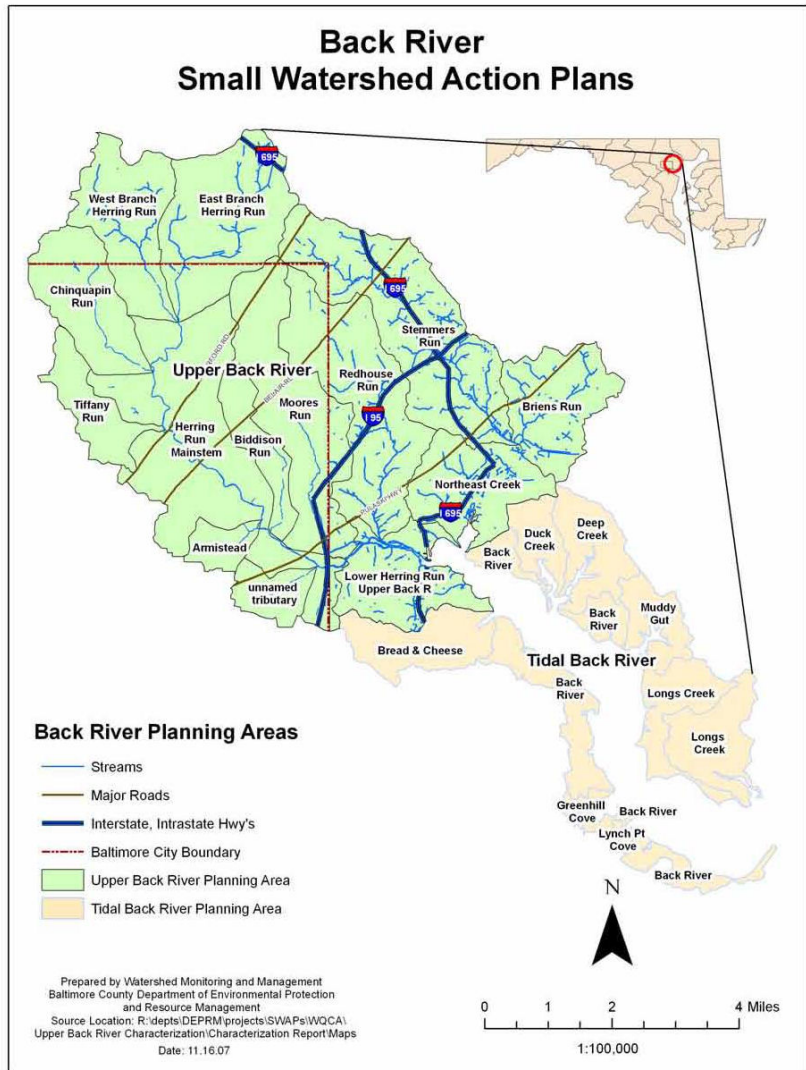 Back River
Small Watershed Action Plans
I 695
West Branch
Herring Run
East Branch
Herring Run
Chinquapin
Run
I 695
Stemmers
Run
Upper Back River
BELAIR RD
Redhouse
Run
Tiffany
Run
Herring
Run
Mainstem
Biddison
Run
Moores
Run
I 95
Briens Run
PULASKI HWY
Northeast Creek
I 695
Armistead
unnamed
tributary
Lower Herring Run
Upper Back R
Back
River
Duck
Creek
Deep
Creek
Back
River
Muddy
Gut
Bread & Cheese
Tidal Back River
Back
River
Longs Creek
Longs
Creek
Greenhill
Cove
Back River
Lynch Pt
Cove
Back River
Back River Planning Areas
Streams
Major Roads
Interstate, Intrastate Hwy's
Baltimore City Boundary
Upper Back River Planning Area
Tidal Back River Planning Area
N
Prepared by Watershed Monitoring and Management
Baltimore County Department of Environmental Protection
and Resource Management
Source Location: R:\depts\DEPRM\projects\SWAPs\WQCA\
Upper Back River Characterization\Characterization Report\Maps
Date: 11.16.07
0 1 2 4 Miles
1:100,000